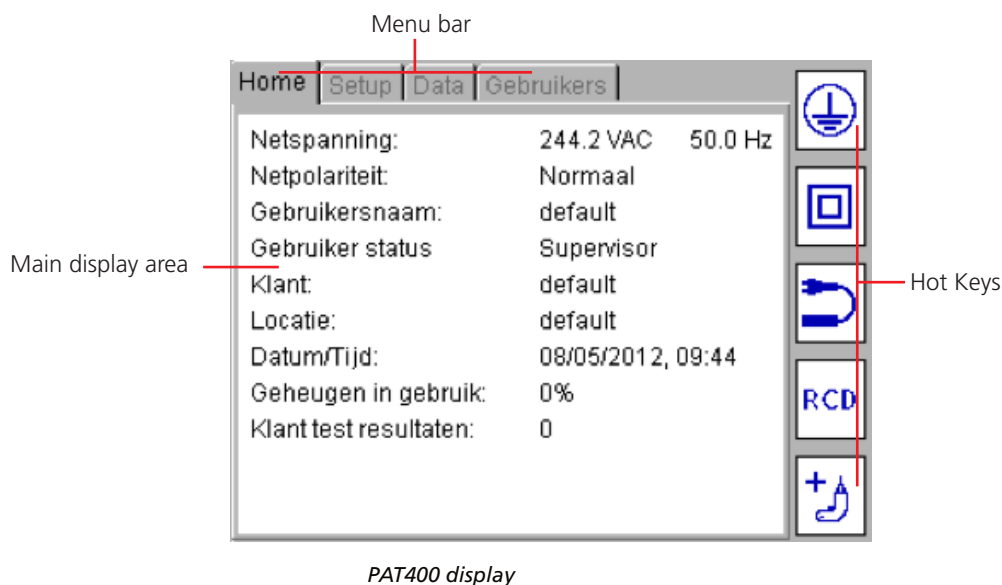 Menu bar
Home Setup Data Gebruikers
Netspanning: 244.2 VAC 50.0 Hz
Netpolariteit: Normaal
Gebruikersnaam: default
Gebruiker status Supervisor
Main display area
Klant: default
Hot Keys
Locatie: default
Datum/Tijd: 08/05/2012, 09:44
Geheugen in gebruik: 0%
Klant test resultaten: 0
RCD
PAT400 display